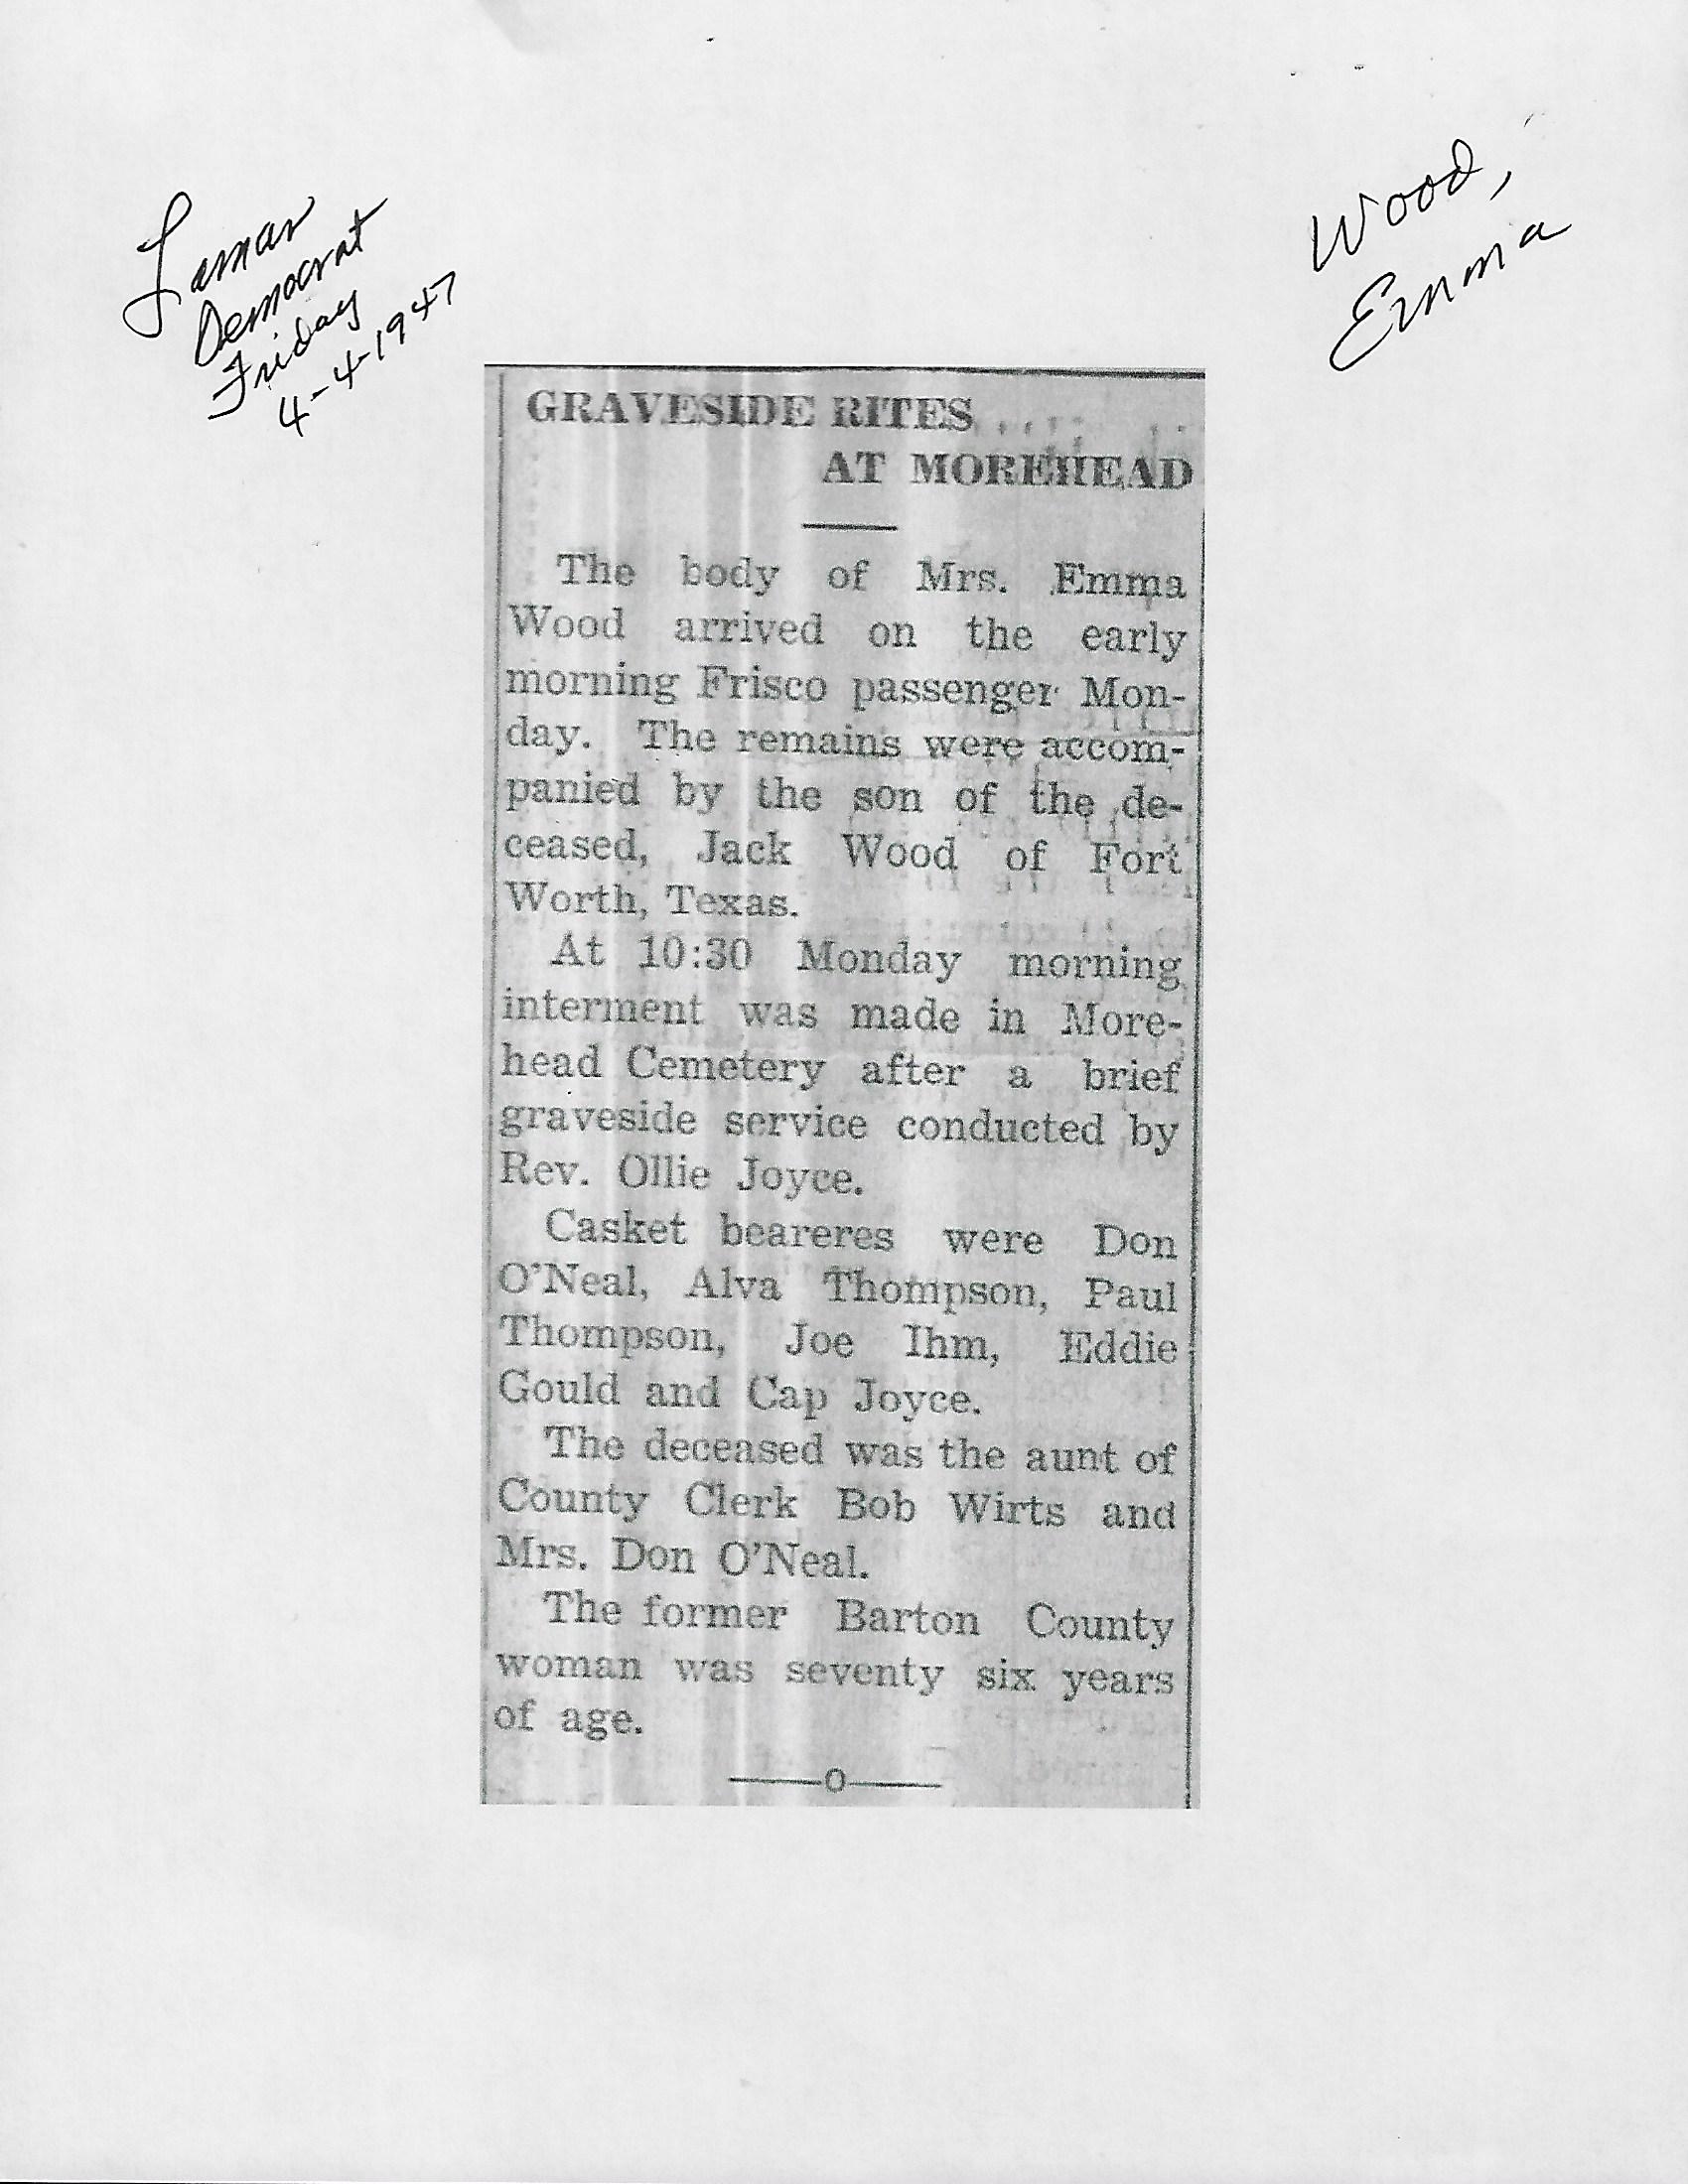 Lamar
Democrat
Friday
4-4-1947
Wood,
Emma
GRAVESIDE RITES
AT MOREHEAD
The body of Mrs. Emma
Wood arrived on the early
morning Frisco passenger Mon-
day. The remains were accom-
panied by the son of the de-
ceased, Jack Wood of Fort
Worth, Texas.
At 10:30 Monday morning
interment was made in More-
head Cemetery after a brief
graveside service conducted by
Rev. Ollie Joyce.
Casket beareres were Don
O'Neal, Alva Thompson, Paul
Thompson, Joe Ihm, Eddie
Gould and Cap Joyce.
The deceased was the aunt of
County Clerk Bob Wirts and
Mrs. Don O'Neal.
The former Barton County
woman was seventy six years
of age.
——o——